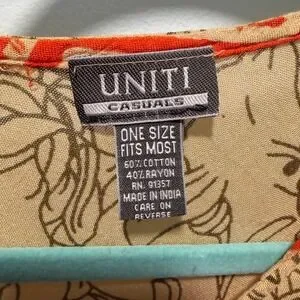 UNITI
CASUALS
ONE SIZE
FITS MOST
60% COTTON
40% RAYON
RN. 91357
MADE IN INDIA
CARE ON
REVERSE